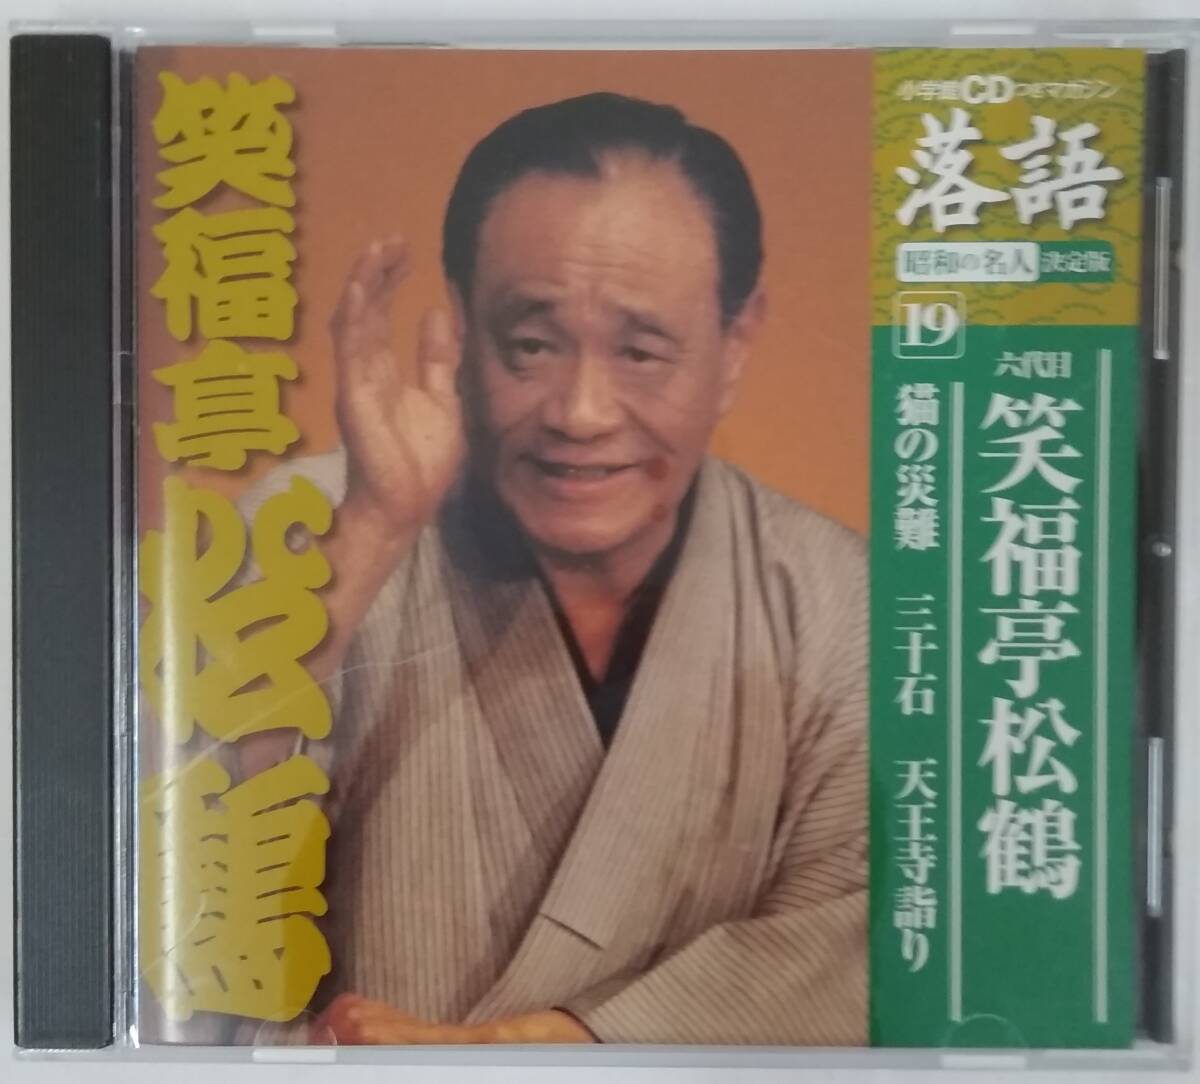 笑福亭松鶴
小学館CDつきマガジン
落語
昭和の名人 決定版
19
六代目
笑福亭松鶴
猫の災難 三十石 天王寺詣り